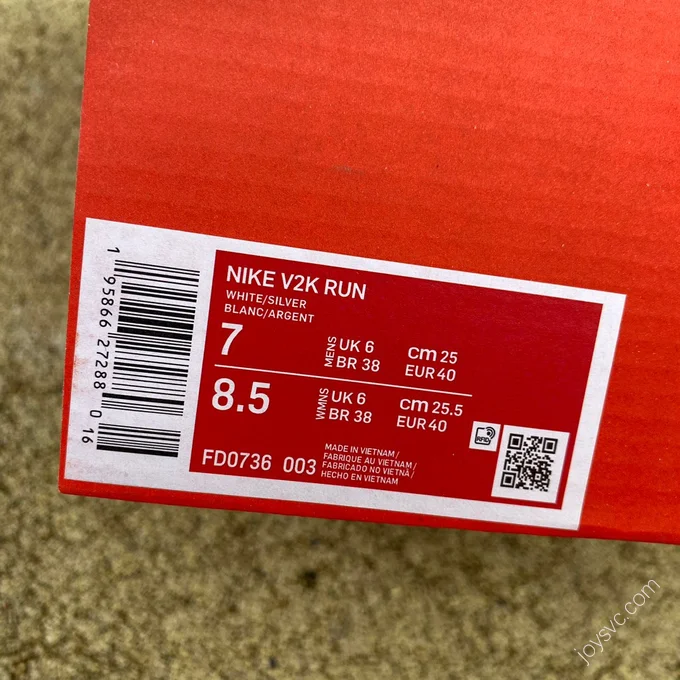 1 95866 27288 016
NIKE V2K RUN
WHITE/SILVER
BLANC/ARGENT
7
MENS
UK 6
BR 38
cm 25
EUR 40
8.5
WMNS
UK 6
BR 38
cm 25.5
EUR 40
FD0736 003
MADE IN VIETNAM/
FABRIQUE AU VIETNAM/
FABRICADO NO VIETNÃ/
HECHO EN VIETNAM
RFID
joysvc.com